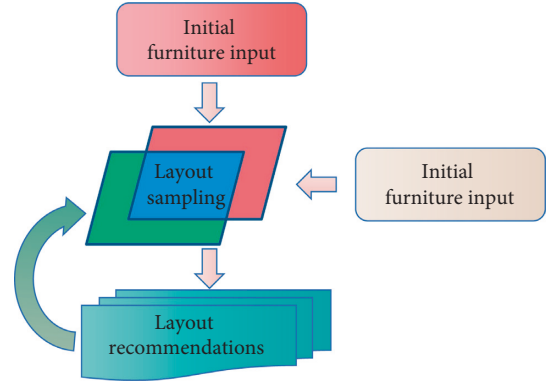 Initial
furniture input
Layout
sampling
Initial
furniture input
Layout
recommendations